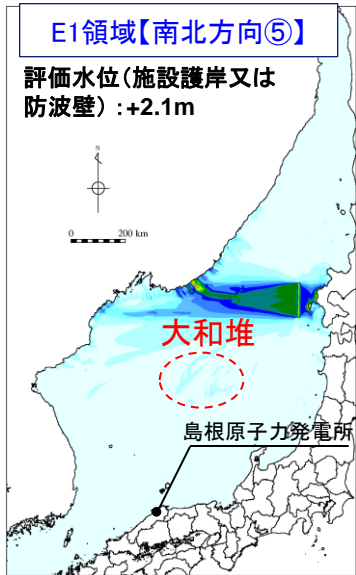 E1領域【南北方向⑤】
評価水位(施設護岸又は
防波壁):+2.1m
N
0 200 km
大和堆
島根原子力発電所